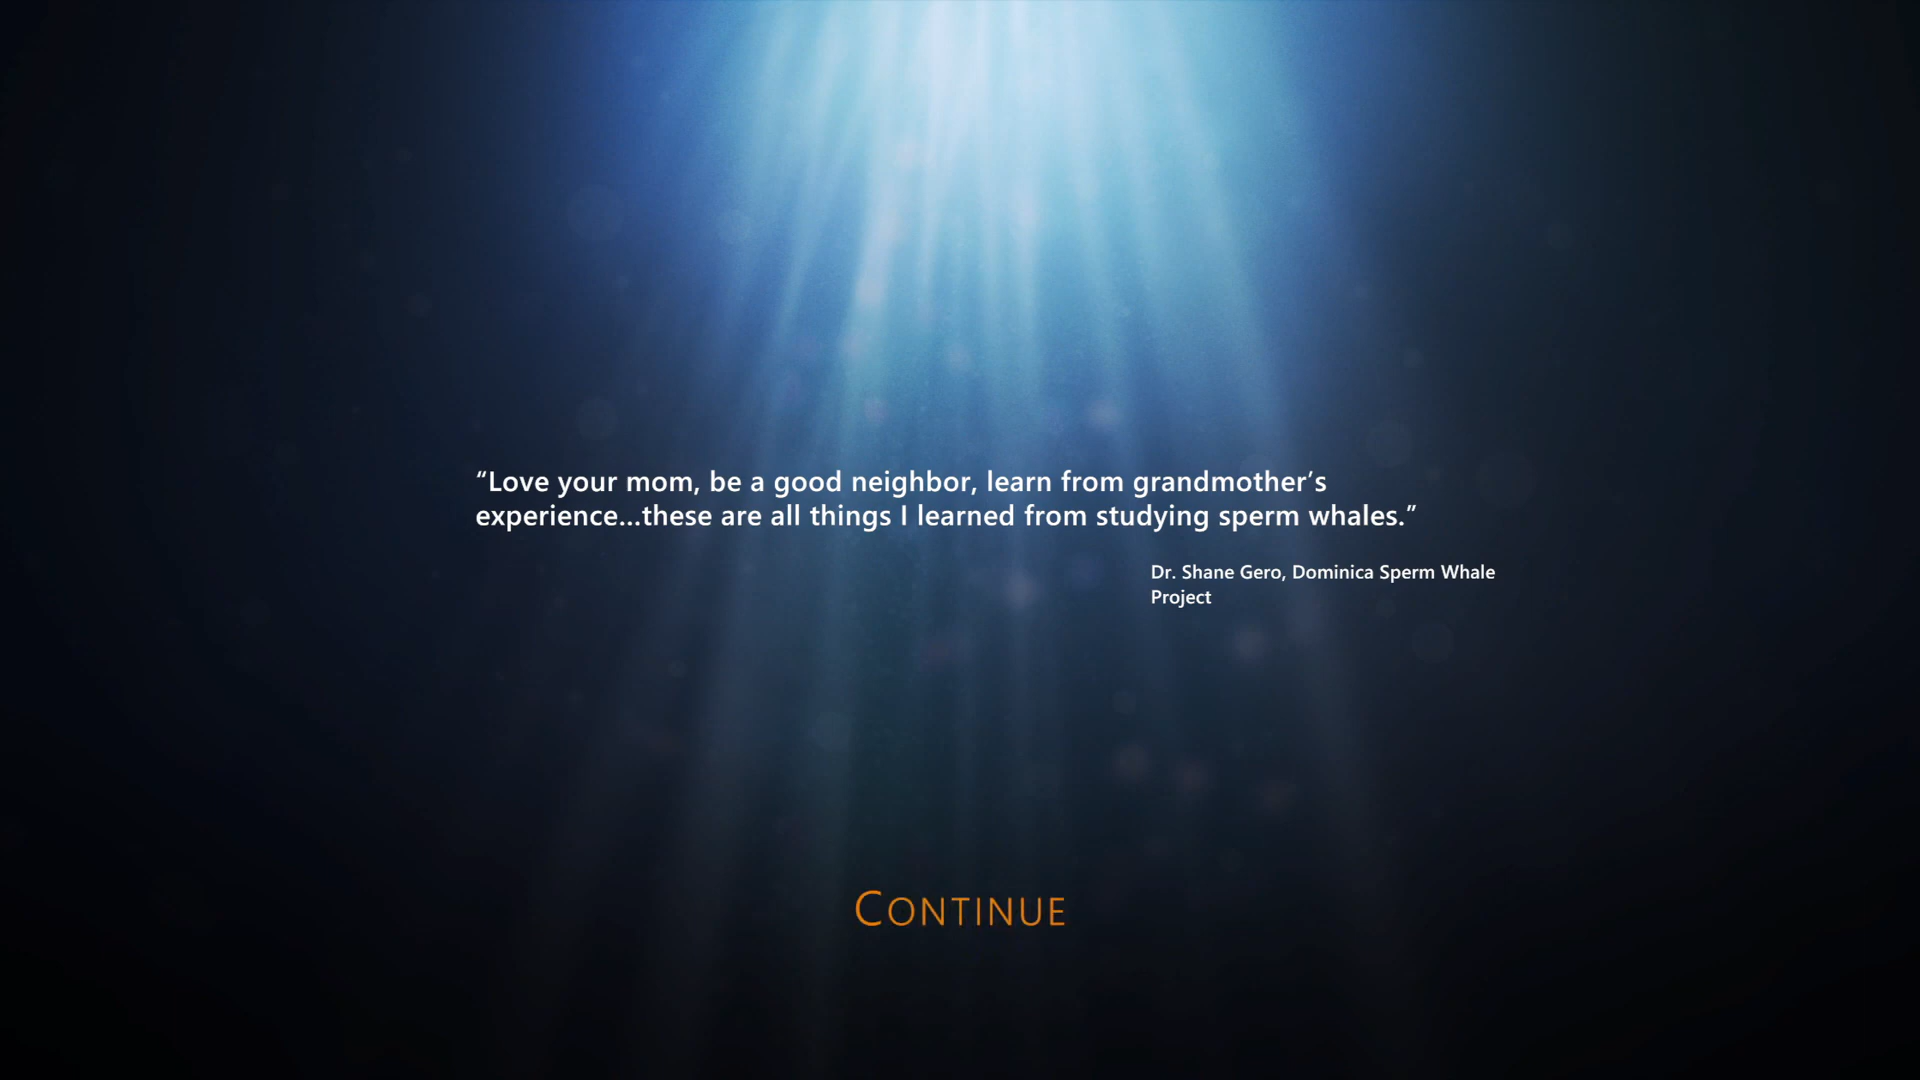 “Love your mom, be a good neighbor, learn from grandmother’s
experience...these are all things I learned from studying sperm whales.”
Dr. Shane Gero, Dominica Sperm Whale
Project
CONTINUE